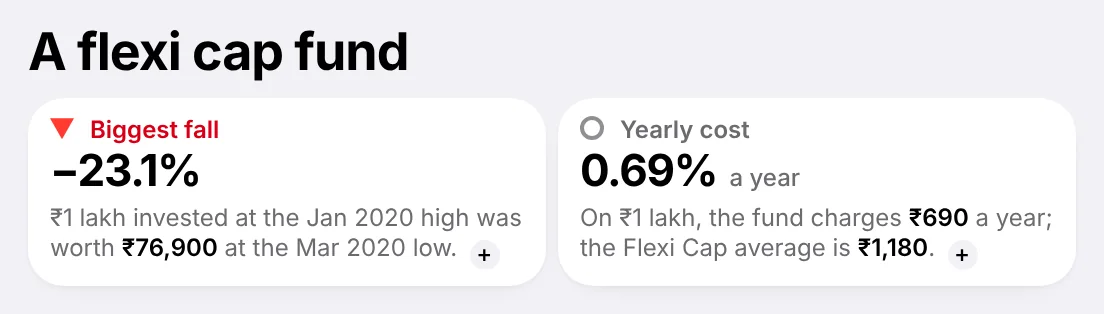 A flexi cap fund
Biggest fall
−23.1%
₹1 lakh invested at the Jan 2020 high was
worth ₹76,900 at the Mar 2020 low. +
Yearly cost
0.69% a year
On ₹1 lakh, the fund charges ₹690 a year;
the Flexi Cap average is ₹1,180. +